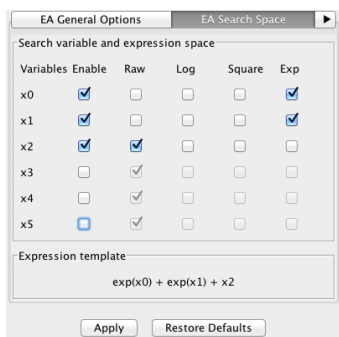 EA General Options EA Search Space
Search variable and expression space
Variables Enable Raw Log Square Exp
x0
x1
x2
x3
x4
x5
Expression template
exp(x0) + exp(x1) + x2
Apply Restore Defaults